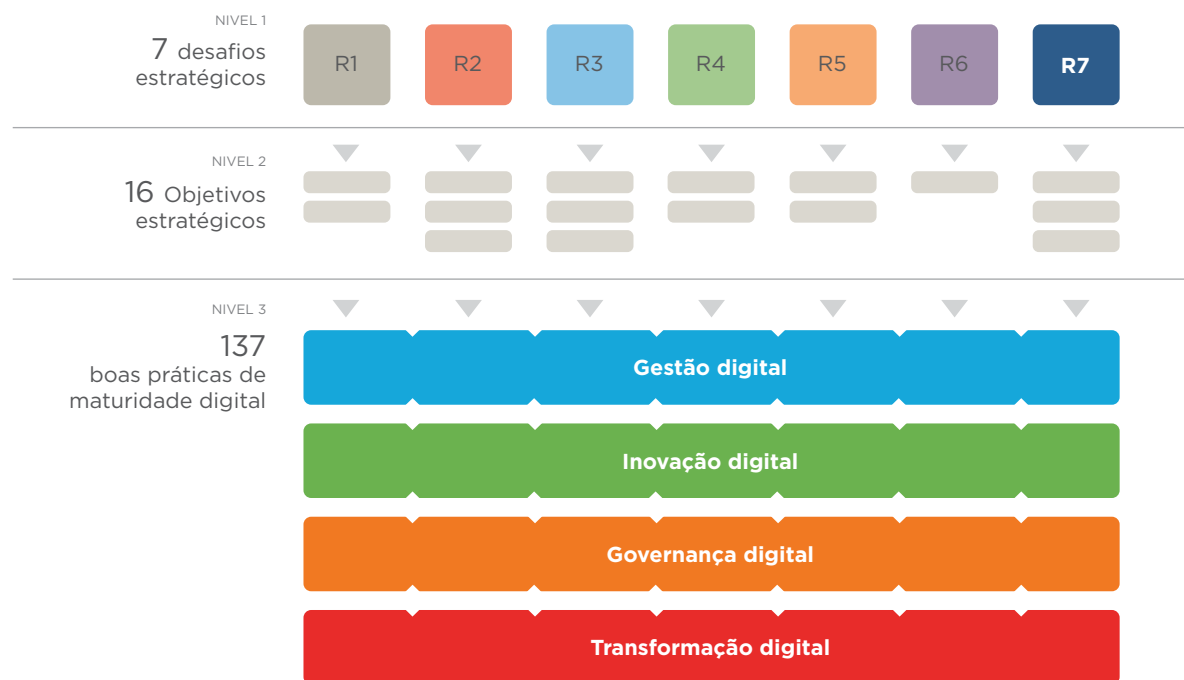 NIVEL 1
7 desafios
estratégicos
R1 R2 R3 R4 R5 R6 R7
NIVEL 2
16 Objetivos
estratégicos
NIVEL 3
137
boas práticas de
maturidade digital
Gestão digital
Inovação digital
Governança digital
Transformação digital